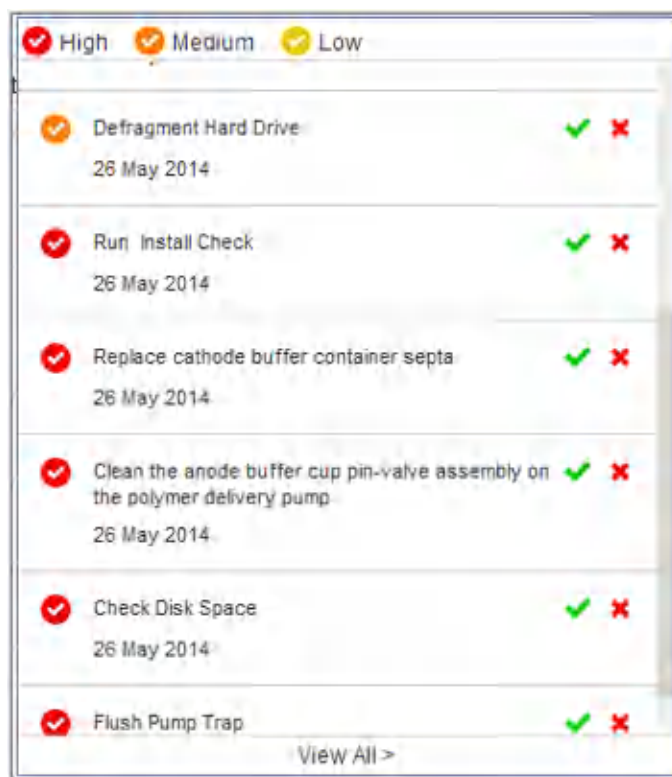 High Medium Low
t
Defragment Hard Drive
26 May 2014
Run Install Check
26 May 2014
Replace cathode buffer container septa
26 May 2014
Clean the anode buffer cup pin-valve assembly on
the polymer delivery pump
26 May 2014
Check Disk Space
26 May 2014
Flush Pump Trap
View All >